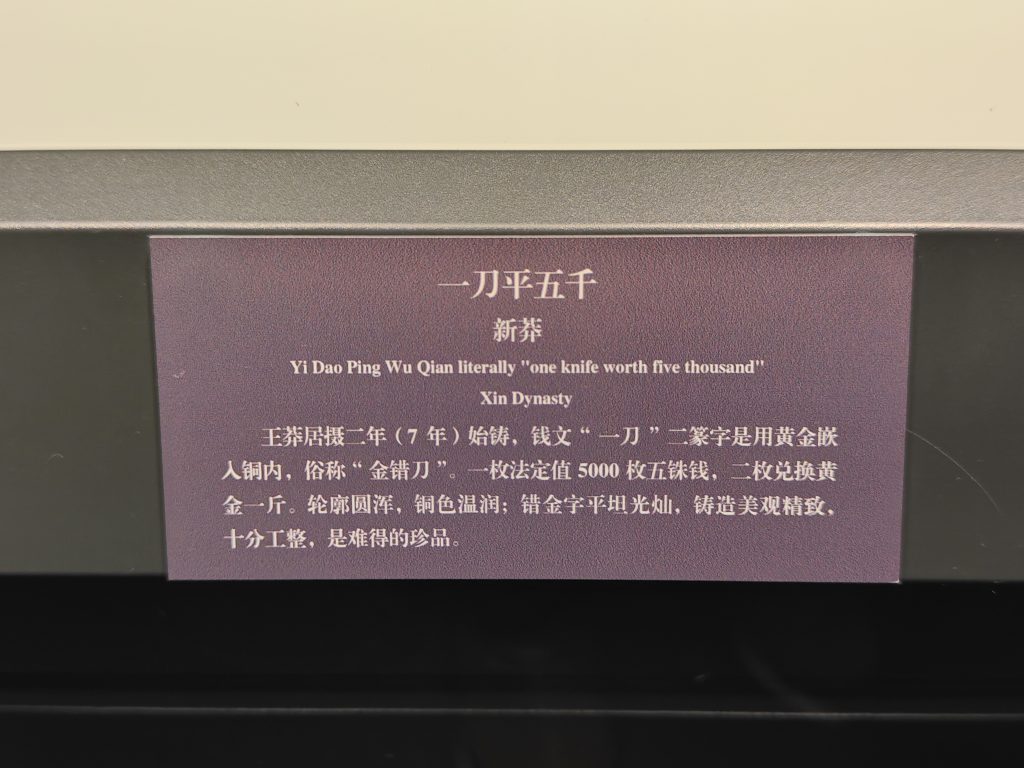 一刀平五千
新莽
Yi Dao Ping Wu Qian literally "one knife worth five thousand"
Xin Dynasty
王莽居摄二年（7 年）始铸，钱文“ 一刀 ”二篆字是用黄金嵌
入铜内，俗称“ 金错刀 ”。一枚法定值 5000 枚五铢钱，二枚兑换黄
金一斤。轮廓圆浑，铜色温润；错金字平坦光灿，铸造美观精致，
十分工整，是难得的珍品。